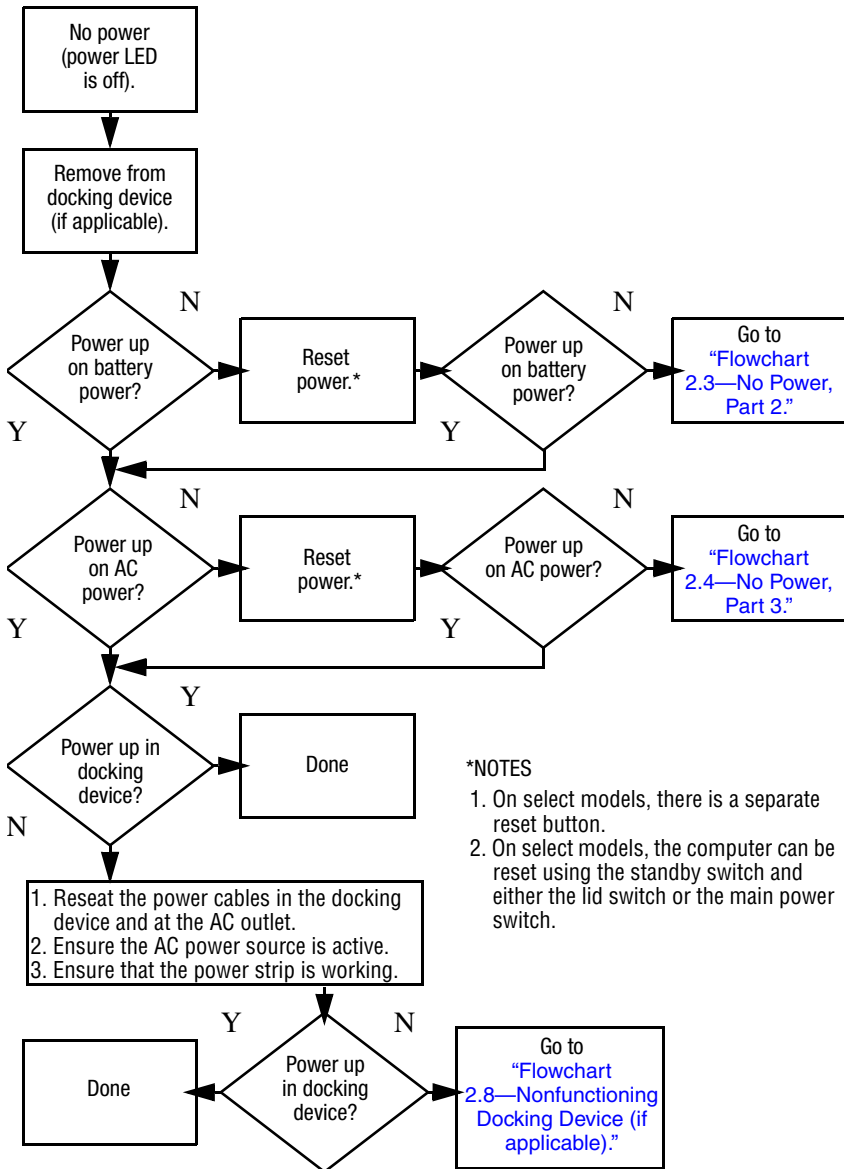 No power
(power LED
is off).
Remove from
docking device
(if applicable).
N
N
Power up
on battery
power?
Reset
power.*
Power up
on battery
power?
Go to
“Flowchart
2.3—No Power,
Part 2.”
Y
Y
N
N
Power up
on AC
power?
Reset
power.*
Power up
on AC power?
Go to
“Flowchart
2.4—No Power,
Part 3.”
Y
Y
Y
Power up in
docking
device?
Done
N
*NOTES
1. On select models, there is a separate
reset button.
2. On select models, the computer can be
reset using the standby switch and
either the lid switch or the main power
switch.
1. Reseat the power cables in the docking
device and at the AC outlet.
2. Ensure the AC power source is active.
3. Ensure that the power strip is working.
Y
N
Done
Power up
in docking
device?
Go to
“Flowchart
2.8—Nonfunctioning
Docking Device (if
applicable).”